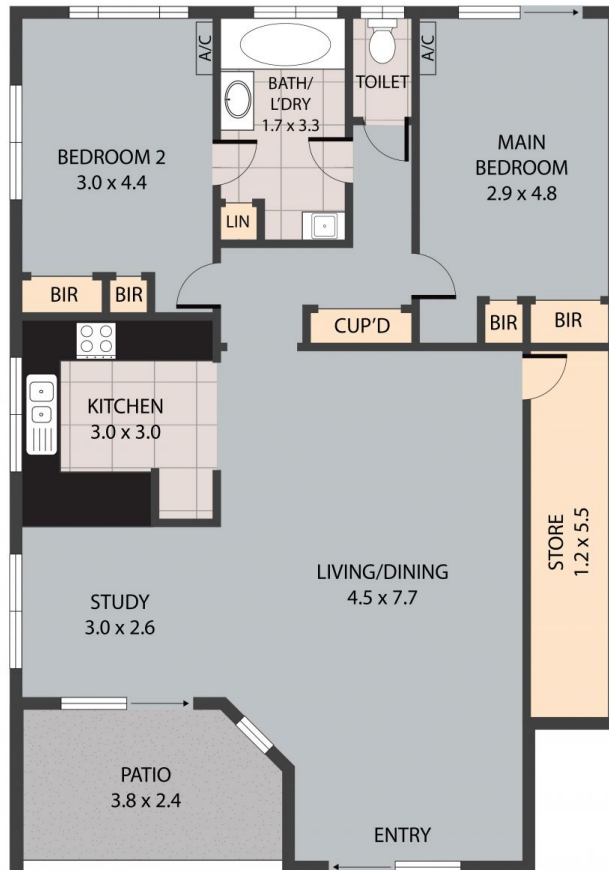 A/C
BATH/
L'DRY
1.7 x 3.3
TOILET
A/C
BEDROOM 2
3.0 x 4.4
MAIN
BEDROOM
2.9 x 4.8
LIN
BIR
BIR
CUP'D
BIR
BIR
KITCHEN
3.0 x 3.0
STORE
1.2 x 5.5
LIVING/DINING
4.5 x 7.7
STUDY
3.0 x 2.6
PATIO
3.8 x 2.4
ENTRY